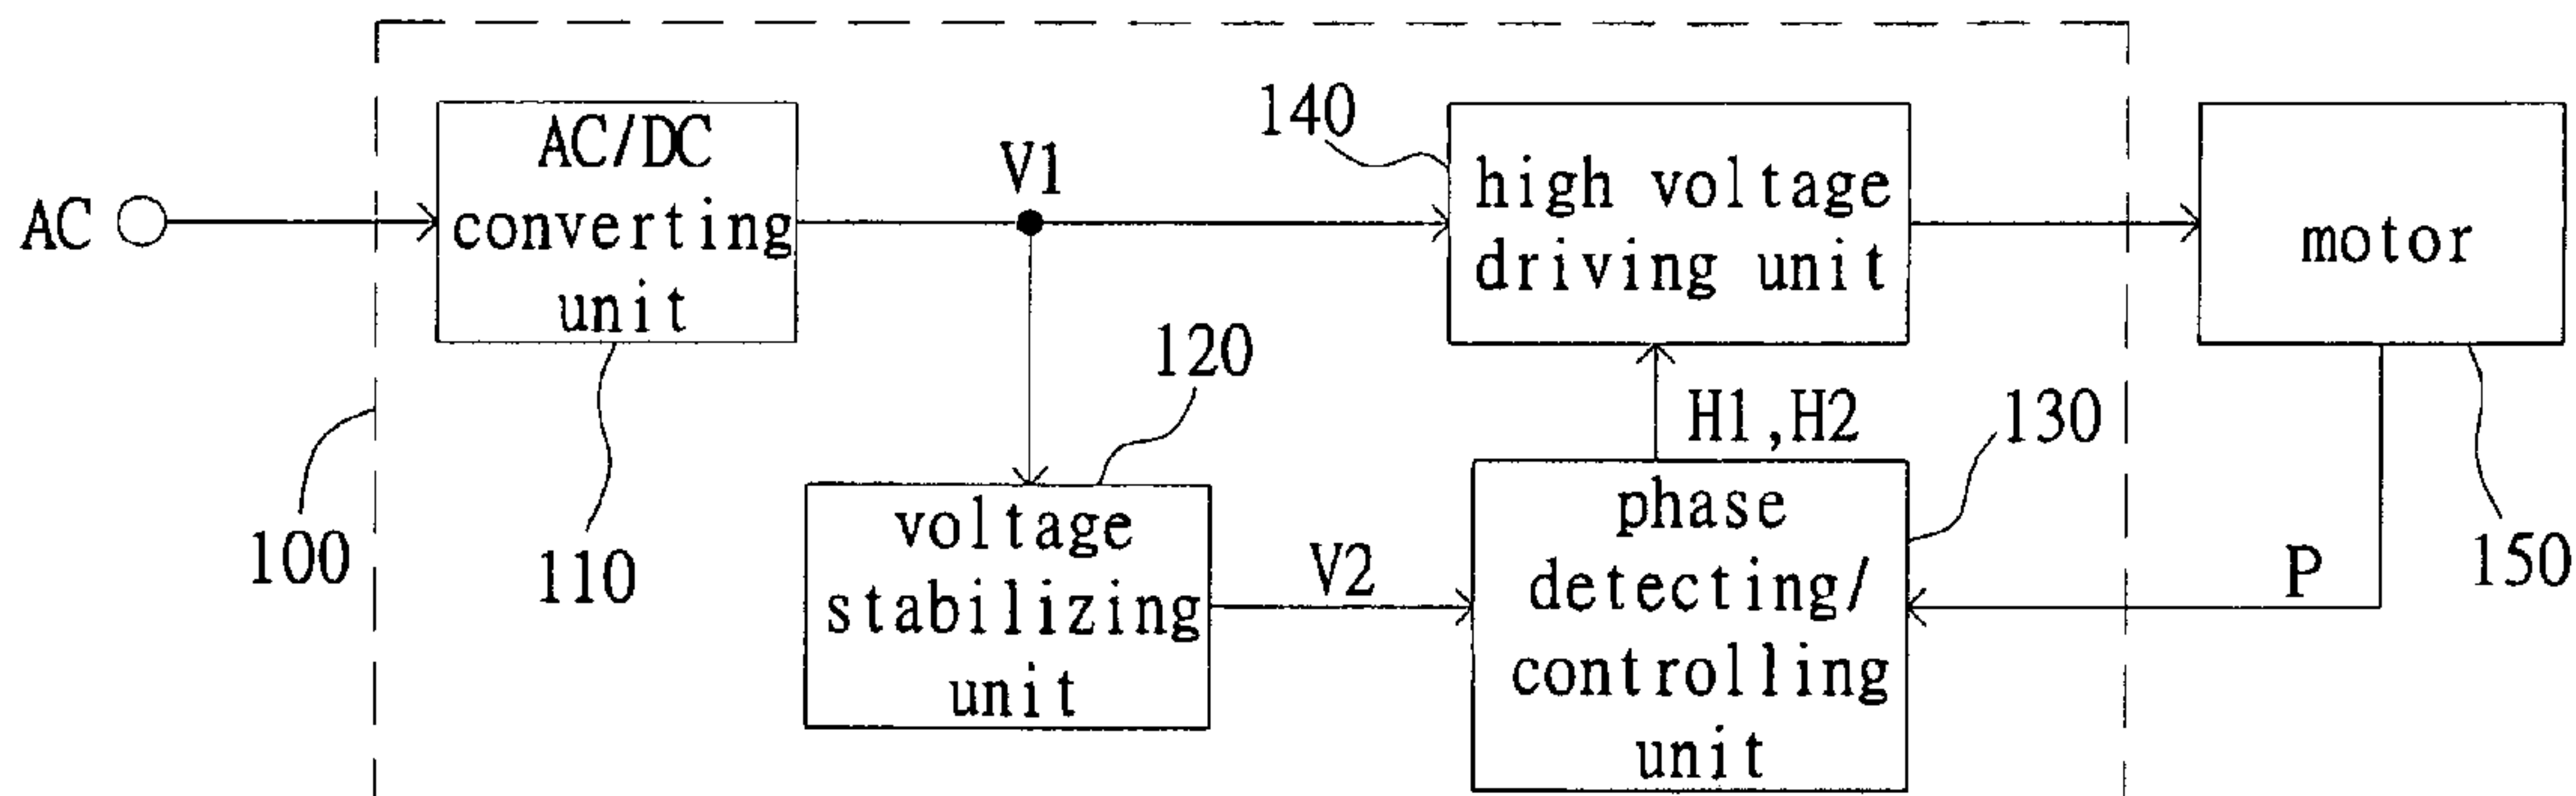 AC
AC/DC
converting
unit
V1
140
high voltage
driving unit
motor
100
110
120
H1,H2
130
voltage
stabilizing
unit
V2
phase
detecting/
controlling
unit
P
150